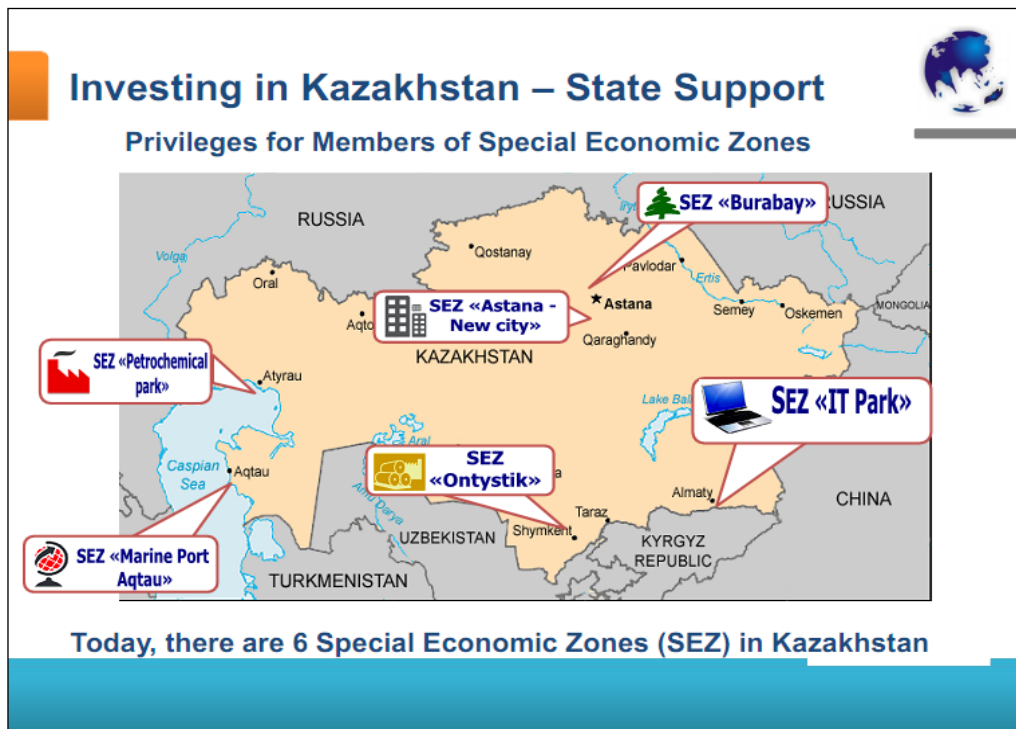 Investing in Kazakhstan – State Support
Privileges for Members of Special Economic Zones
SEZ «Burabay»
RUSSIA
RUSSIA
Volga
Qostanay
Pavlodar
Ertis
Oral
SEZ «Astana -
New city»
Astana
Semey
Oskemen
MONGOLIA
Aqto
Qaraghandy
KAZAKHSTAN
SEZ «Petrochemical
park»
Atyrau
SEZ «IT Park»
Lake Bal
Aral
SEZ
«Ontystik»
Caspian
Sea
Aqtau
Amu Darya
Almaty
CHINA
Taraz
Shymkent
UZBEKISTAN
KYRGYZ
REPUBLIC
SEZ «Marine Port
Aqtau»
TURKMENISTAN
Today, there are 6 Special Economic Zones (SEZ) in Kazakhstan